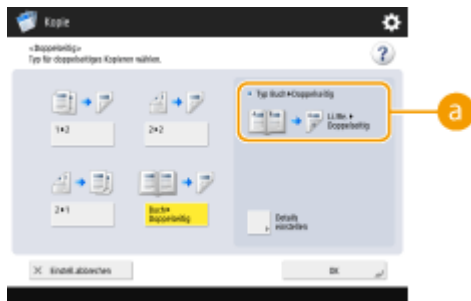 Kopie
<Doppelseitig>
Typ für doppelseitiges Kopieren wählen.
?
• Typ Buch▶Doppelseitig
Li./Re. ▶
Doppelseitig
a
1▶2
2▶2
2▶1
Buch▶
Doppelseitig
Details
einstellen
× Einstell. abbrechen
OK